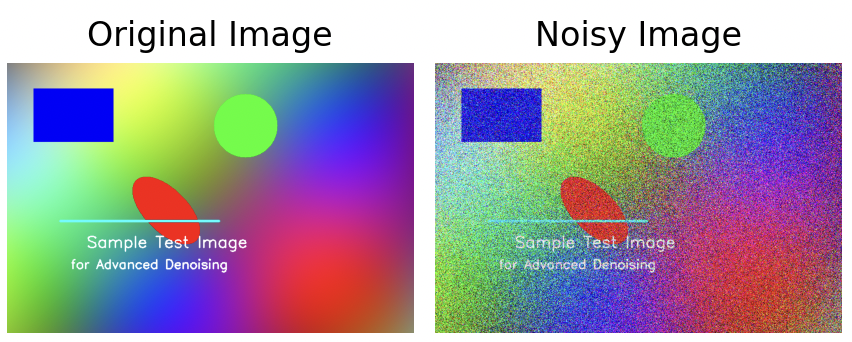 Original Image
Noisy Image
Sample Test Image
for Advanced Denoising
Sample Test Image
for Advanced Denoising